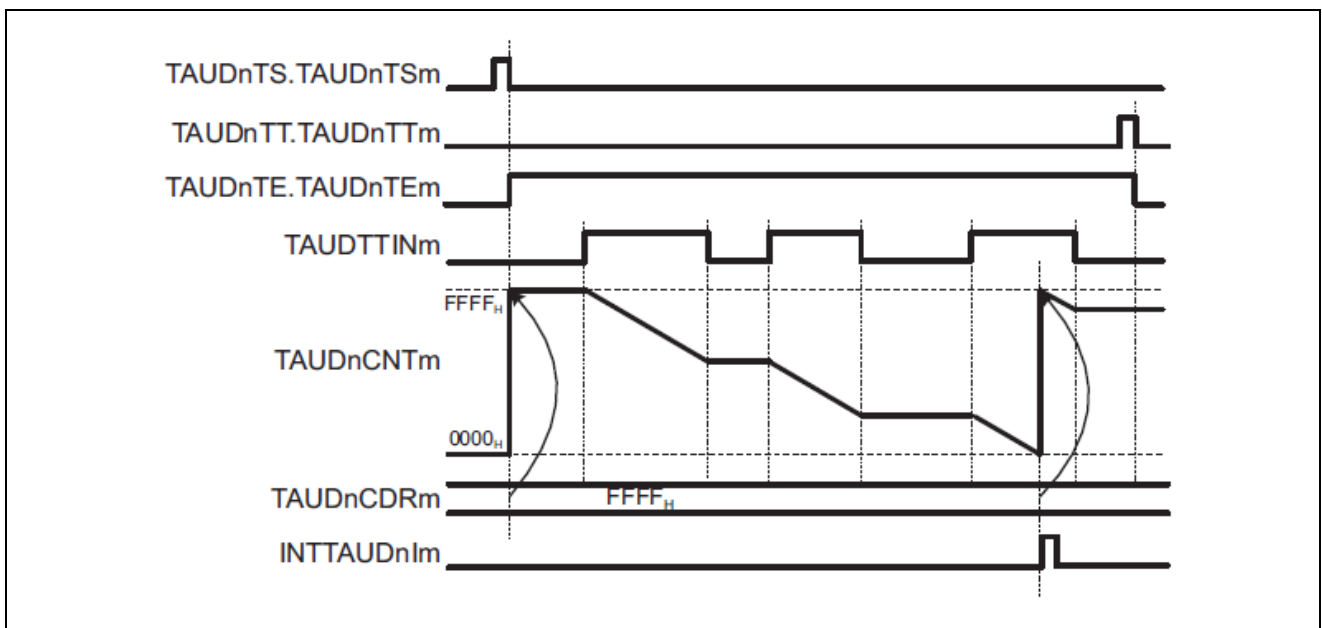 TAUDnTS.TAUDnTSm
TAUDnTT.TAUDnTTm
TAUDnTE.TAUDnTEm
TAUDTTINm
FFFFH
TAUDnCNTm
0000H
TAUDnCDRm
FFFFH
INTTAUDnIm